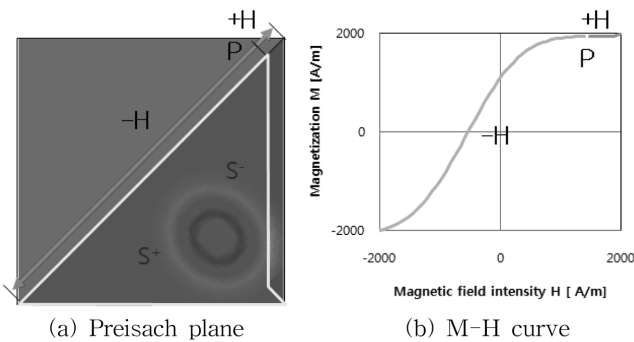 +H
P
−H
S-
S+
(a) Preisach plane
+H
P
−H
Magnetization M [A/m]
2000
0
-2000
-2000
0
2000
Magnetic field intensity H [ A/m]
(b) M-H curve